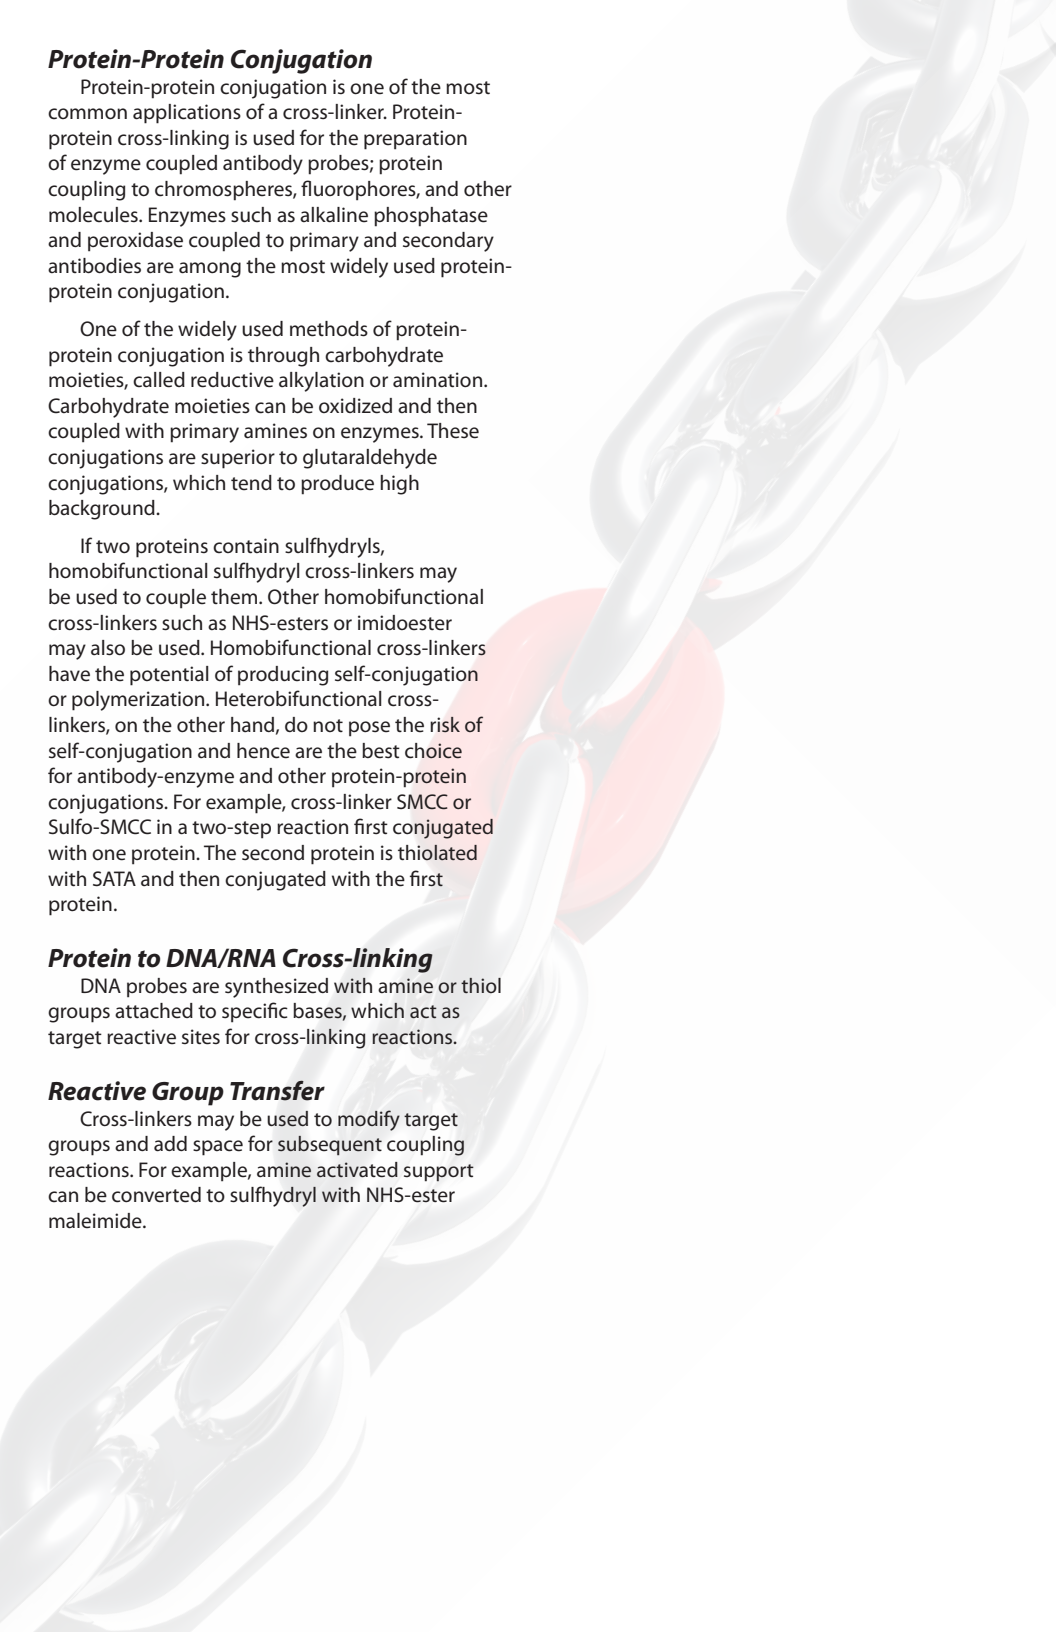 Protein-Protein Conjugation
Protein-protein conjugation is one of the most
common applications of a cross-linker. Protein-
protein cross-linking is used for the preparation
of enzyme coupled antibody probes; protein
coupling to chromospheres, fluorophores, and other
molecules. Enzymes such as alkaline phosphatase
and peroxidase coupled to primary and secondary
antibodies are among the most widely used protein-
protein conjugation.
One of the widely used methods of protein-
protein conjugation is through carbohydrate
moieties, called reductive alkylation or amination.
Carbohydrate moieties can be oxidized and then
coupled with primary amines on enzymes. These
conjugations are superior to glutaraldehyde
conjugations, which tend to produce high
background.
If two proteins contain sulfhydryls,
homobifunctional sulfhydryl cross-linkers may
be used to couple them. Other homobifunctional
cross-linkers such as NHS-esters or imidoester
may also be used. Homobifunctional cross-linkers
have the potential of producing self-conjugation
or polymerization. Heterobifunctional cross-
linkers, on the other hand, do not pose the risk of
self-conjugation and hence are the best choice
for antibody-enzyme and other protein-protein
conjugations. For example, cross-linker SMCC or
Sulfo-SMCC in a two-step reaction first conjugated
with one protein. The second protein is thiolated
with SATA and then conjugated with the first
protein.
Protein to DNA/RNA Cross-linking
DNA probes are synthesized with amine or thiol
groups attached to specific bases, which act as
target reactive sites for cross-linking reactions.
Reactive Group Transfer
Cross-linkers may be used to modify target
groups and add space for subsequent coupling
reactions. For example, amine activated support
can be converted to sulfhydryl with NHS-ester
maleimide.